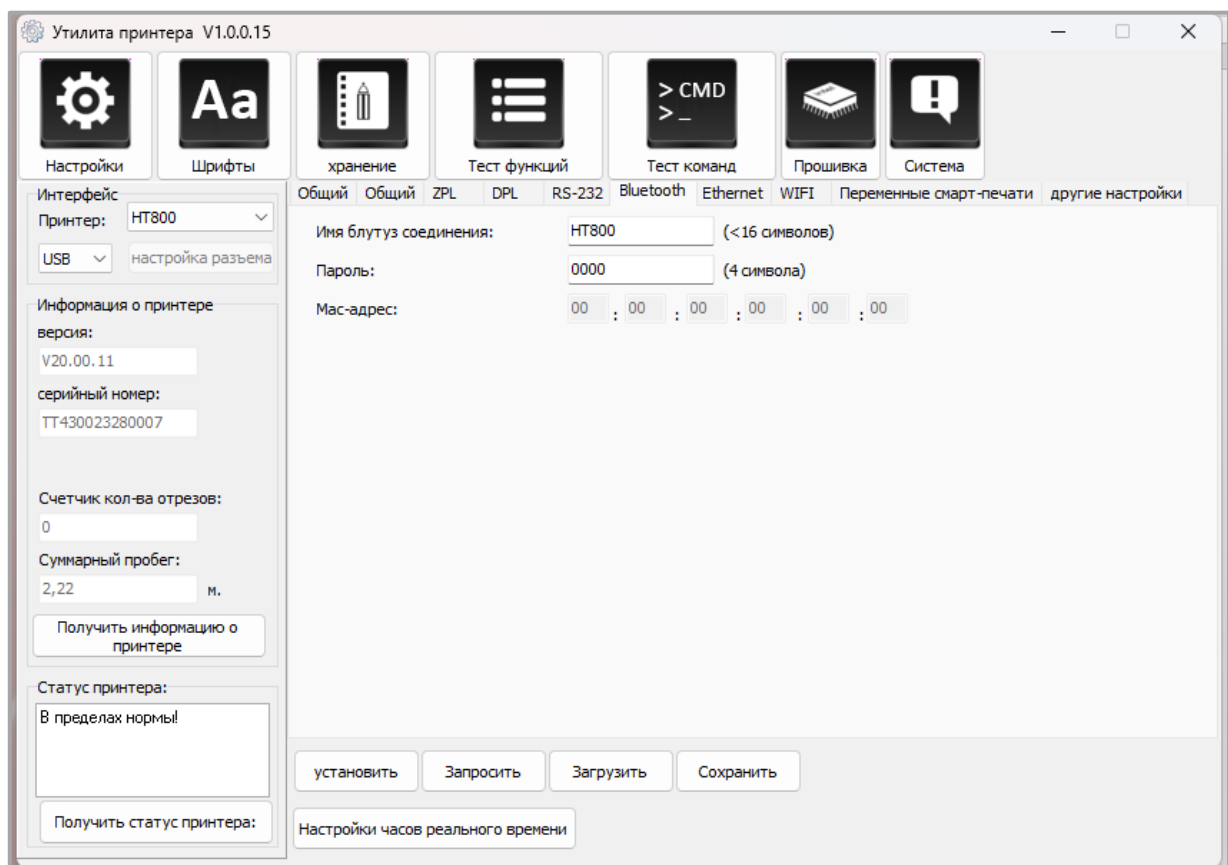 Утилита принтера V1.0.0.15
Aa
> CMD
> _
Настройки
Шрифты
хранение
Тест функций
Тест команд
Прошивка
Система
Интерфейс
Принтер:
HT800
USB
настройка разъема
Информация о принтере
версия:
V20.00.11
серийный номер:
TT430023280007
Счетчик кол-ва отрезов:
0
Суммарный пробег:
2,22
м.
Получить информацию о
принтере
Статус принтера:
В пределах нормы!
Получить статус принтера:
Общий Общий ZPL DPL RS-232 Bluetooth Ethernet WIFI Переменные смарт-печати другие настройки
Имя блутуз соединения: HT800 (<16 символов)
Пароль: 0000 (4 символа)
Мас-адрес: 00 : 00 : 00 : 00 : 00 : 00
установить
Запросить
Загрузить
Сохранить
Настройки часов реального времени